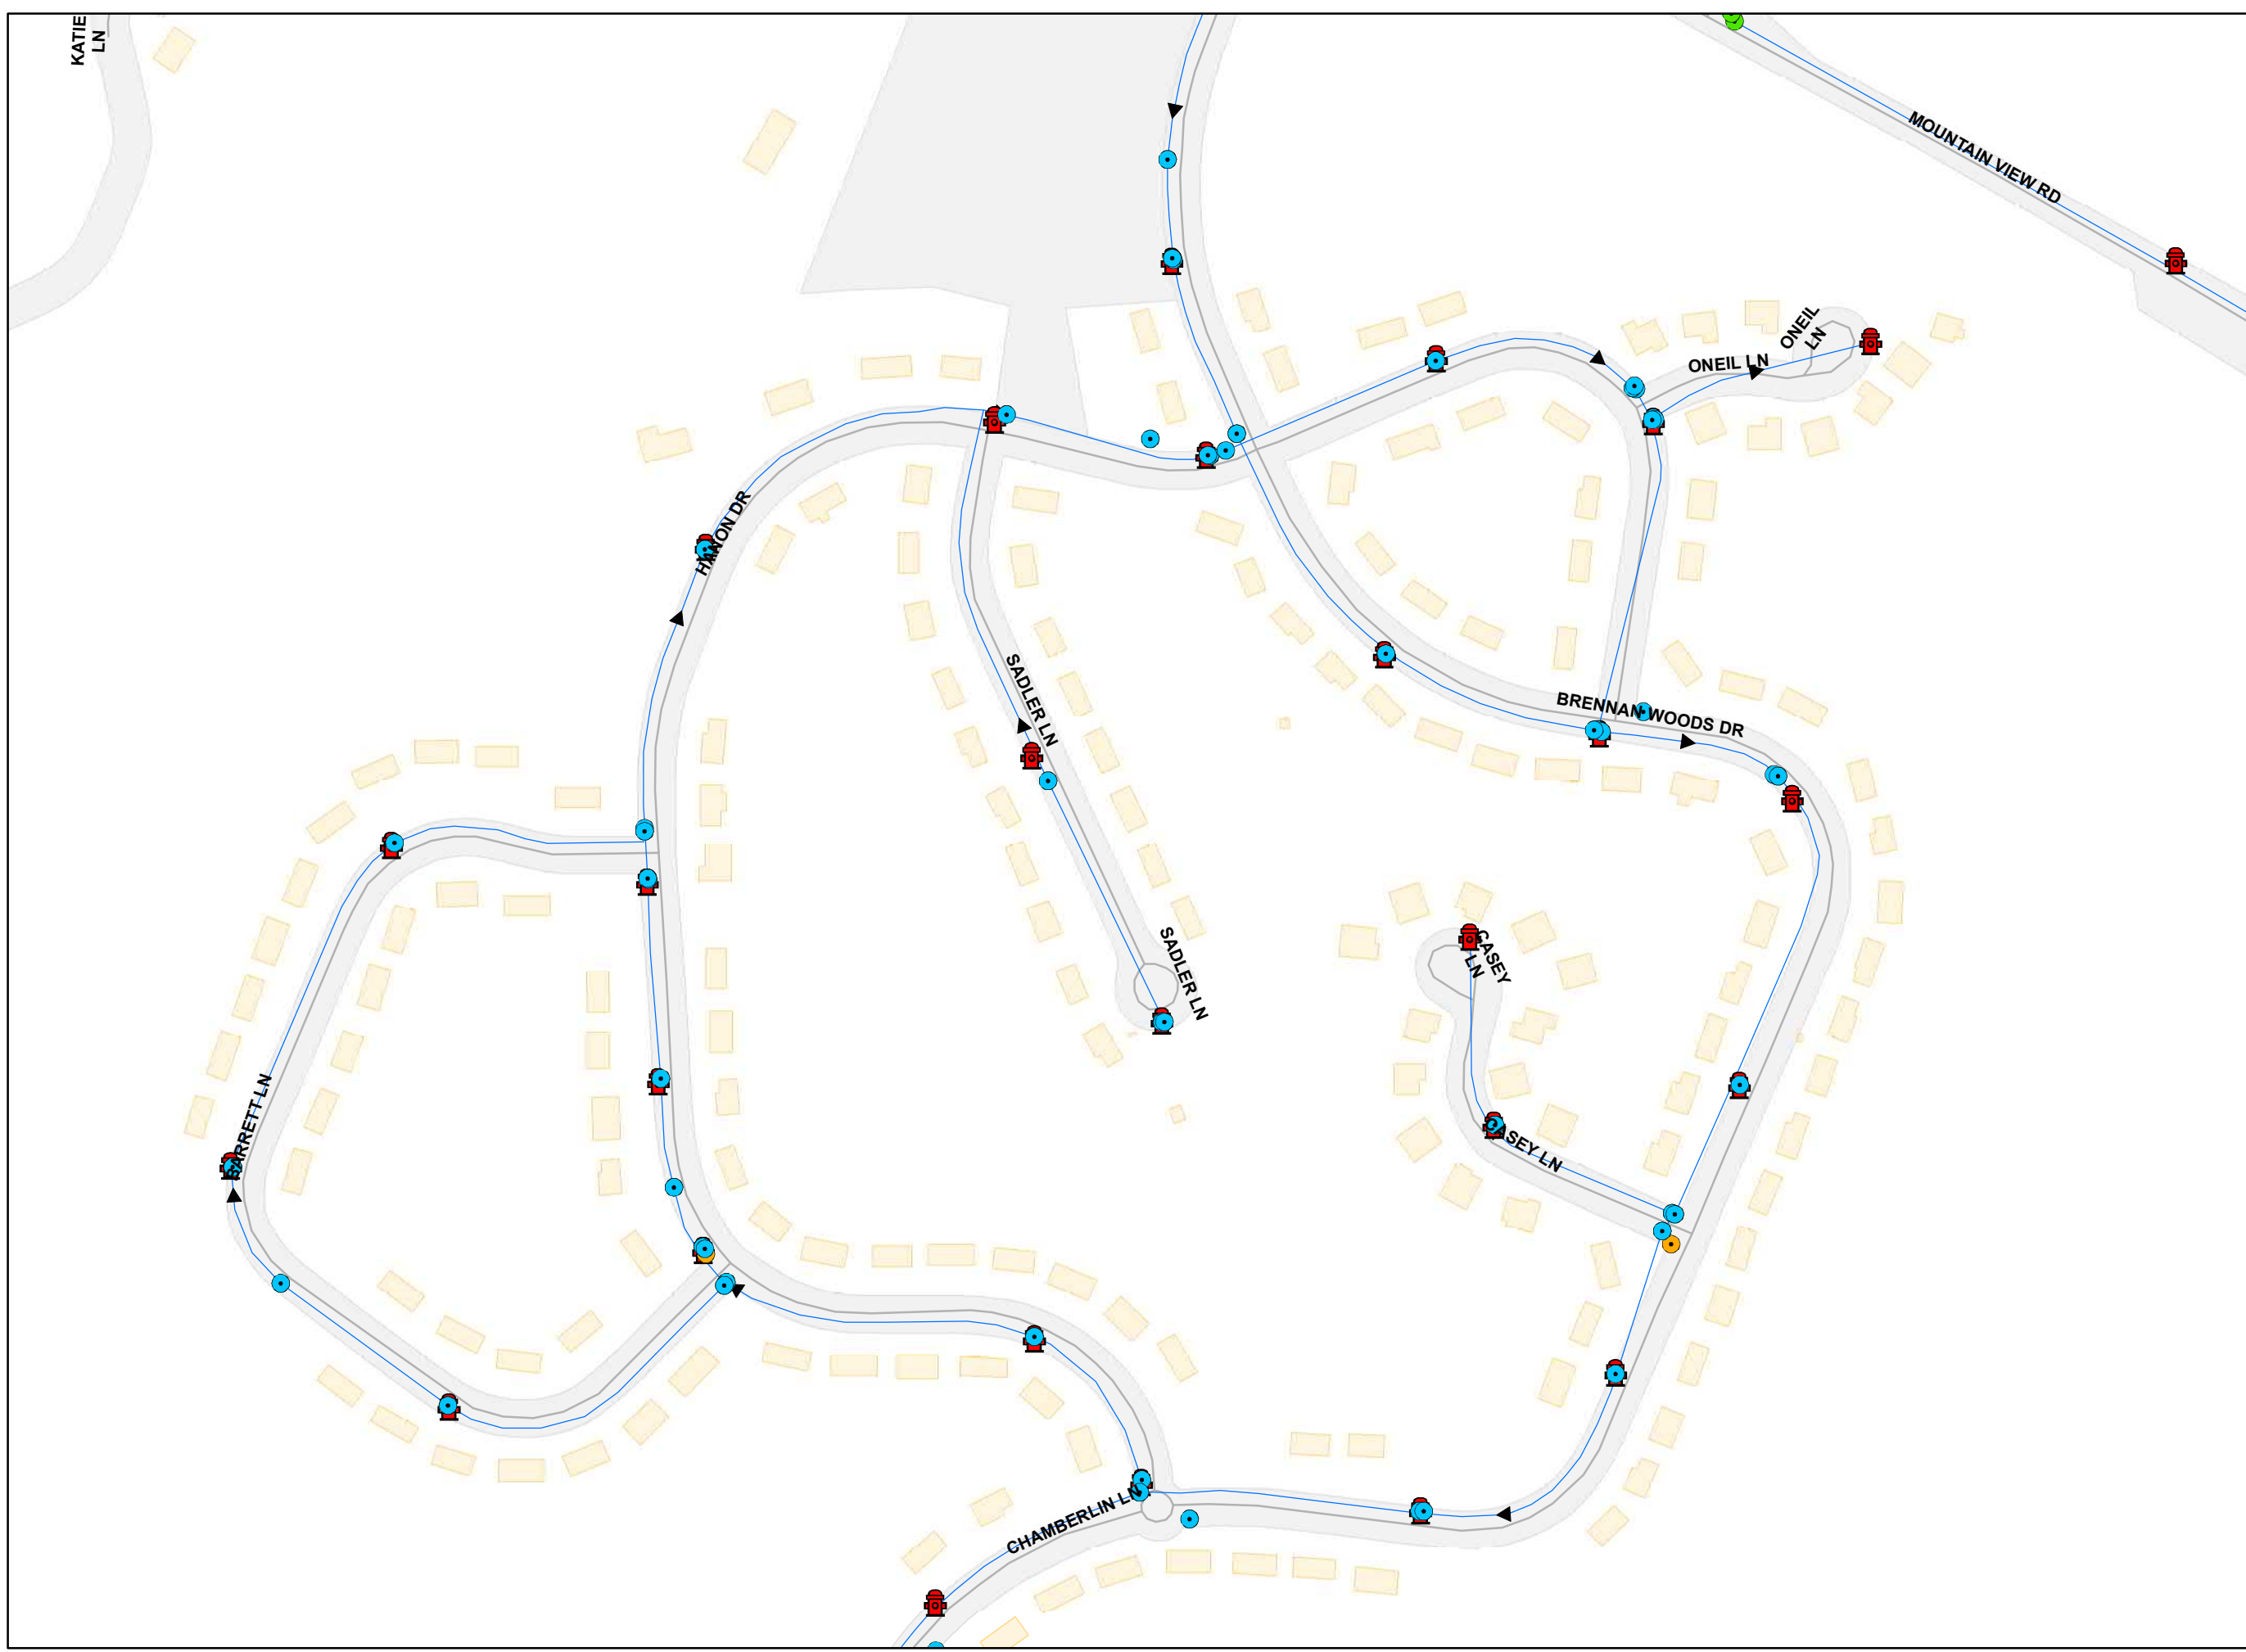 KATIE
LN
MOUNTAIN VIEW RD
ONEIL
LN
ONEIL LN
SADLER LN
BRENNAN WOODS DR
CASEY
LN
SADLER LN
BARRETT LN
CASEY LN
CHAMBERLIN LN